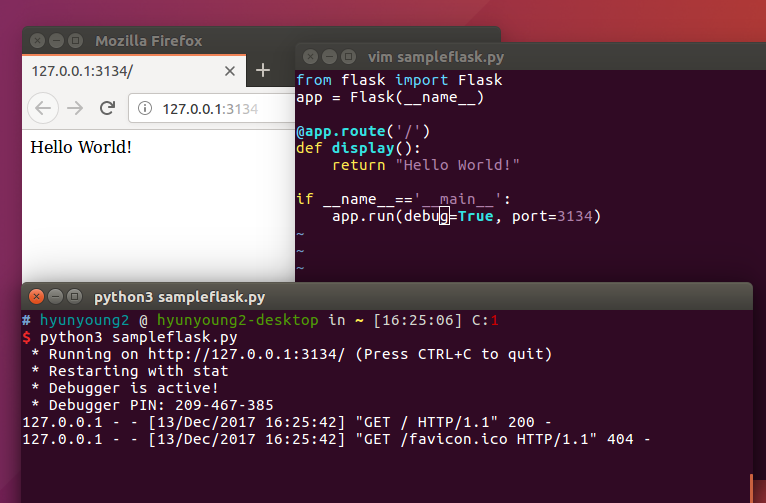 Mozilla Firefox
127.0.0.1:3134/
127.0.0.1:3134
Hello World!
vim sampleflask.py
from flask import Flask
app = Flask(__name__)
@app.route('/')
def display():
    return "Hello World!"
if __name__=='__main__':
    app.run(debug=True, port=3134)
~
~
~
python3 sampleflask.py
# hyunyoung2 @ hyunyoung2-desktop in ~ [16:25:06] C:1
$ python3 sampleflask.py
 * Running on http://127.0.0.1:3134/ (Press CTRL+C to quit)
 * Restarting with stat
 * Debugger is active!
 * Debugger PIN: 209-467-385
127.0.0.1 - - [13/Dec/2017 16:25:42] "GET / HTTP/1.1" 200 -
127.0.0.1 - - [13/Dec/2017 16:25:42] "GET /favicon.ico HTTP/1.1" 404 -